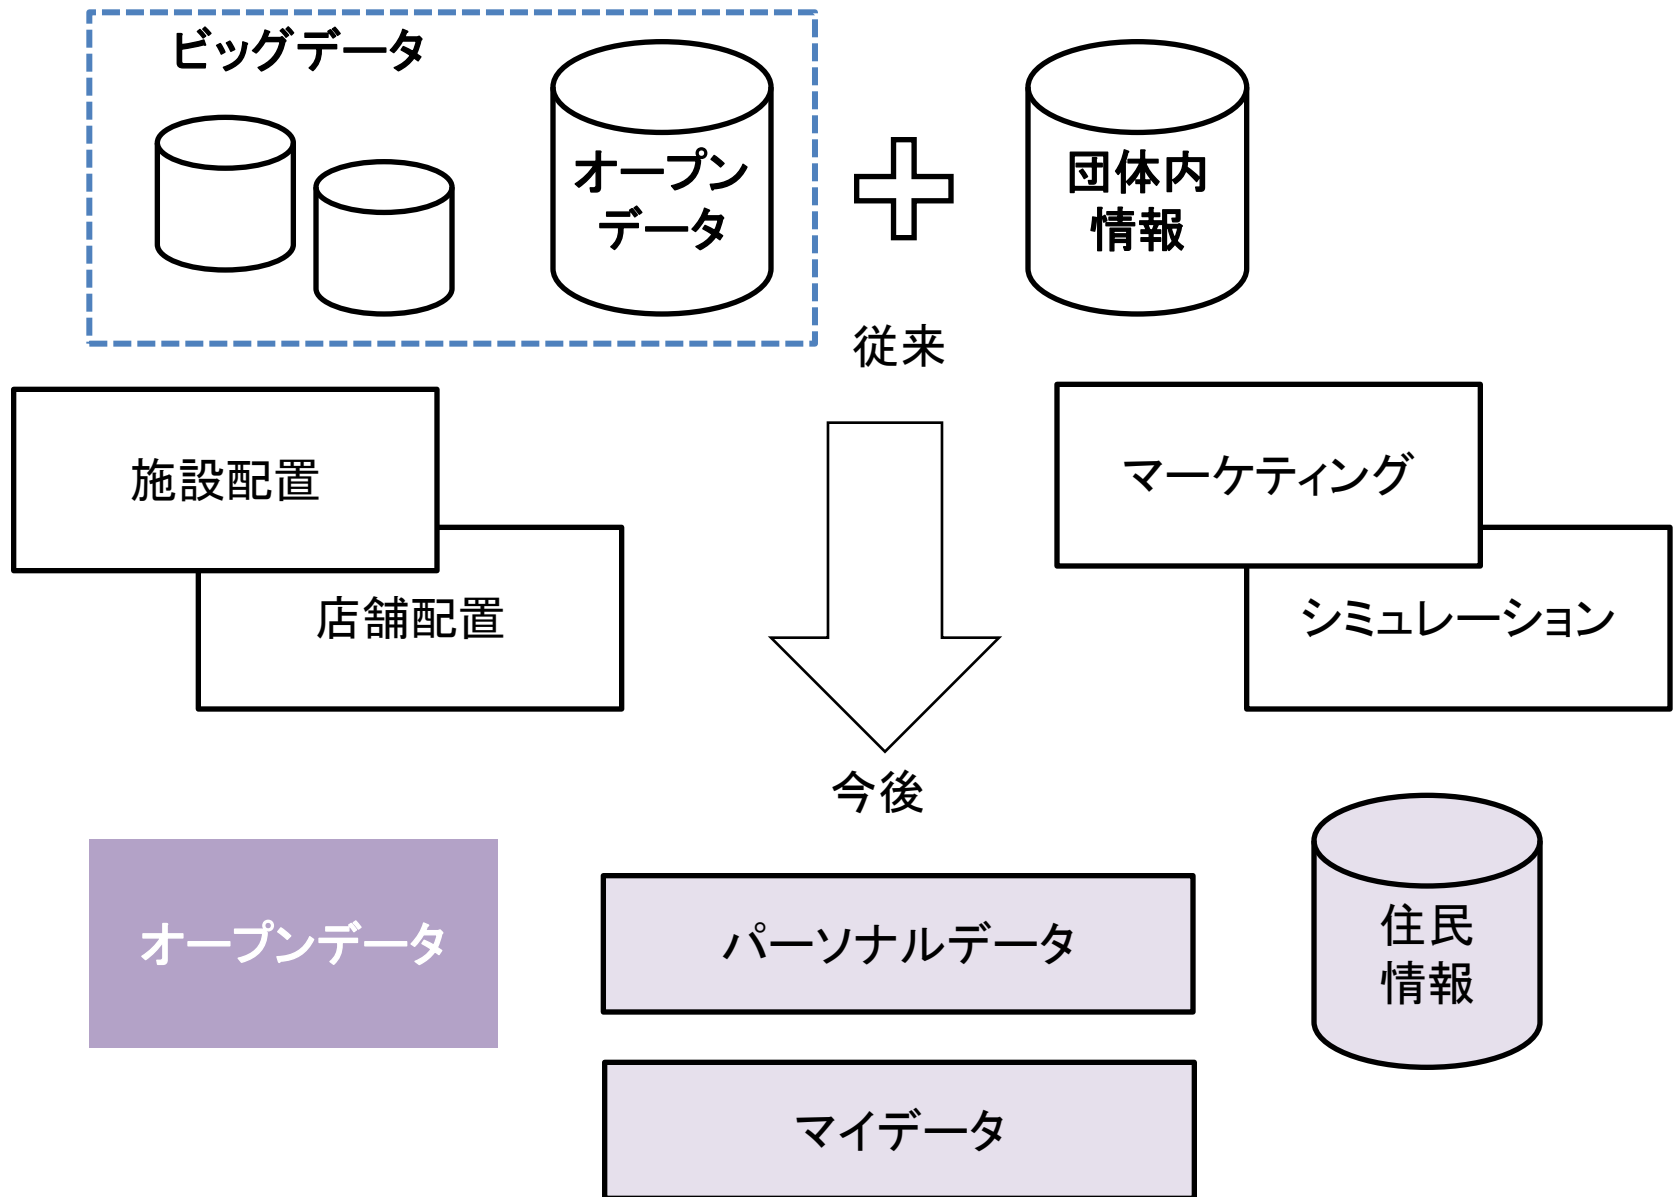 ビッグデータ
オープン
データ
団体内
情報
従来
施設配置
店舗配置
マーケティング
シミュレーション
今後
オープンデータ
パーソナルデータ
住民
情報
マイデータ